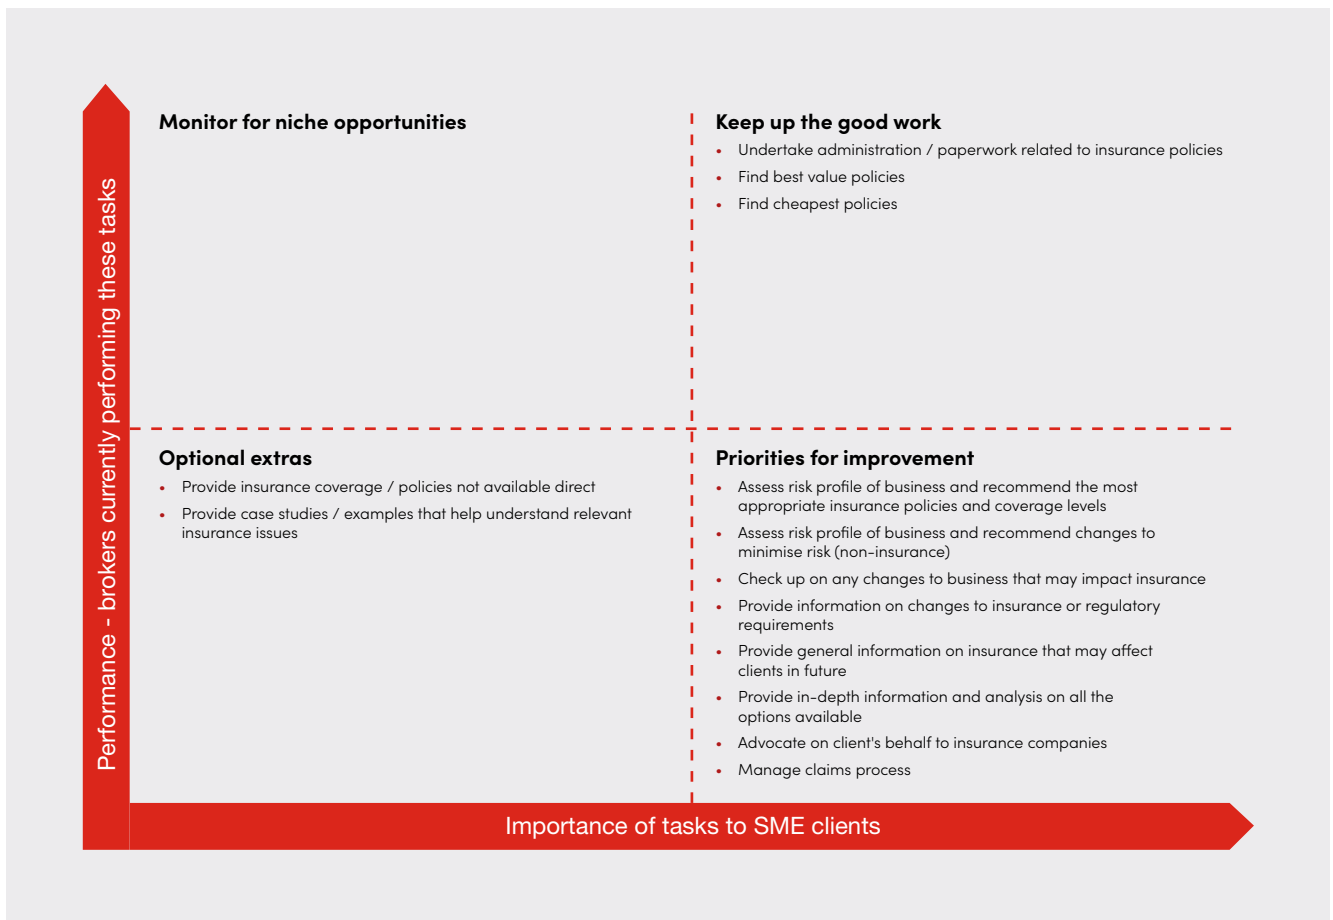 Performance - brokers currently performing these tasks
Monitor for niche opportunities
Keep up the good work
• Undertake administration / paperwork related to insurance policies
• Find best value policies
• Find cheapest policies
Optional extras
• Provide insurance coverage / policies not available direct
• Provide case studies / examples that help understand relevant
insurance issues
Priorities for improvement
• Assess risk profile of business and recommend the most
appropriate insurance policies and coverage levels
• Assess risk profile of business and recommend changes to
minimise risk (non-insurance)
• Check up on any changes to business that may impact insurance
• Provide information on changes to insurance or regulatory
requirements
• Provide general information on insurance that may affect
clients in future
• Provide in-depth information and analysis on all the
options available
• Advocate on client's behalf to insurance companies
• Manage claims process
Importance of tasks to SME clients